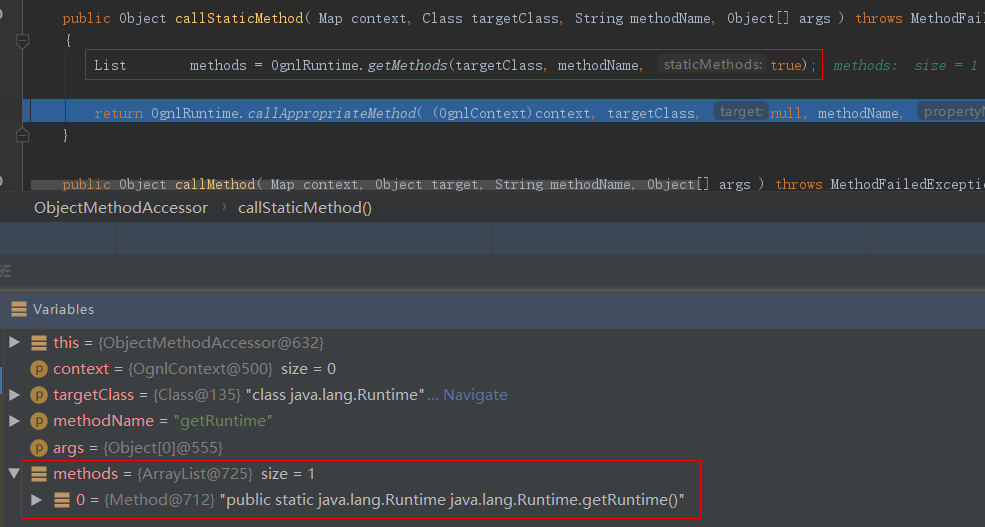 public Object callStaticMethod( Map context, Class targetClass, String methodName, Object[] args ) throws MethodFai
{
List methods = OgnlRuntime.getMethods(targetClass, methodName, staticMethods: true); methods: size = 1
return OgnlRuntime.callAppropriateMethod( (OgnlContext)context, targetClass, target: null, methodName, propertyN
}
public Object callMethod( Map context, Object target, String methodName, Object[] args ) throws MethodFailedExceptio
ObjectMethodAccessor › callStaticMethod()
Variables
this = {ObjectMethodAccessor@632}
context = {OgnlContext@500} size = 0
targetClass = {Class@135} "class java.lang.Runtime"... Navigate
methodName = "getRuntime"
args = {Object[0]@555}
methods = {ArrayList@725} size = 1
0 = {Method@712} "public static java.lang.Runtime java.lang.Runtime.getRuntime()"